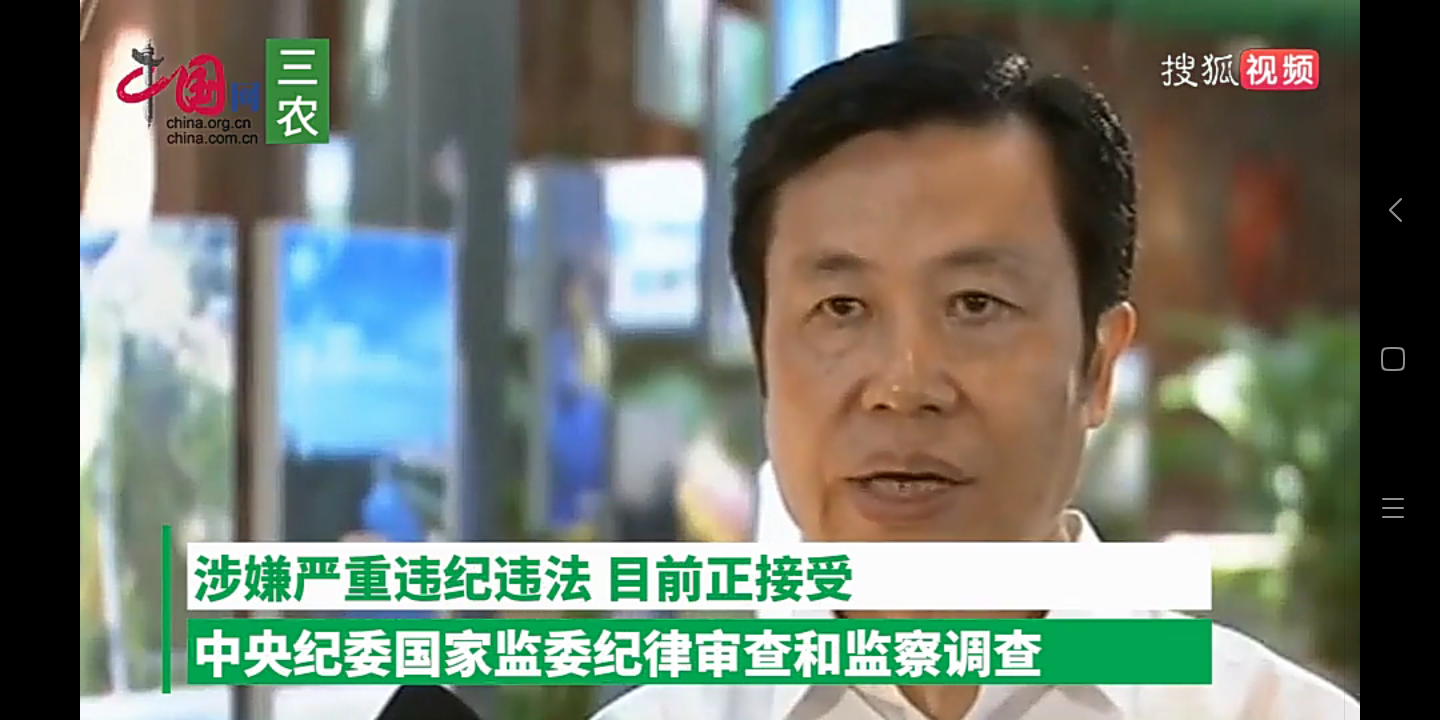 中国网
三农
china.org.cn
china.com.cn
搜狐视频
涉嫌严重违纪违法 目前正接受
中央纪委国家监委纪律审查和监察调查